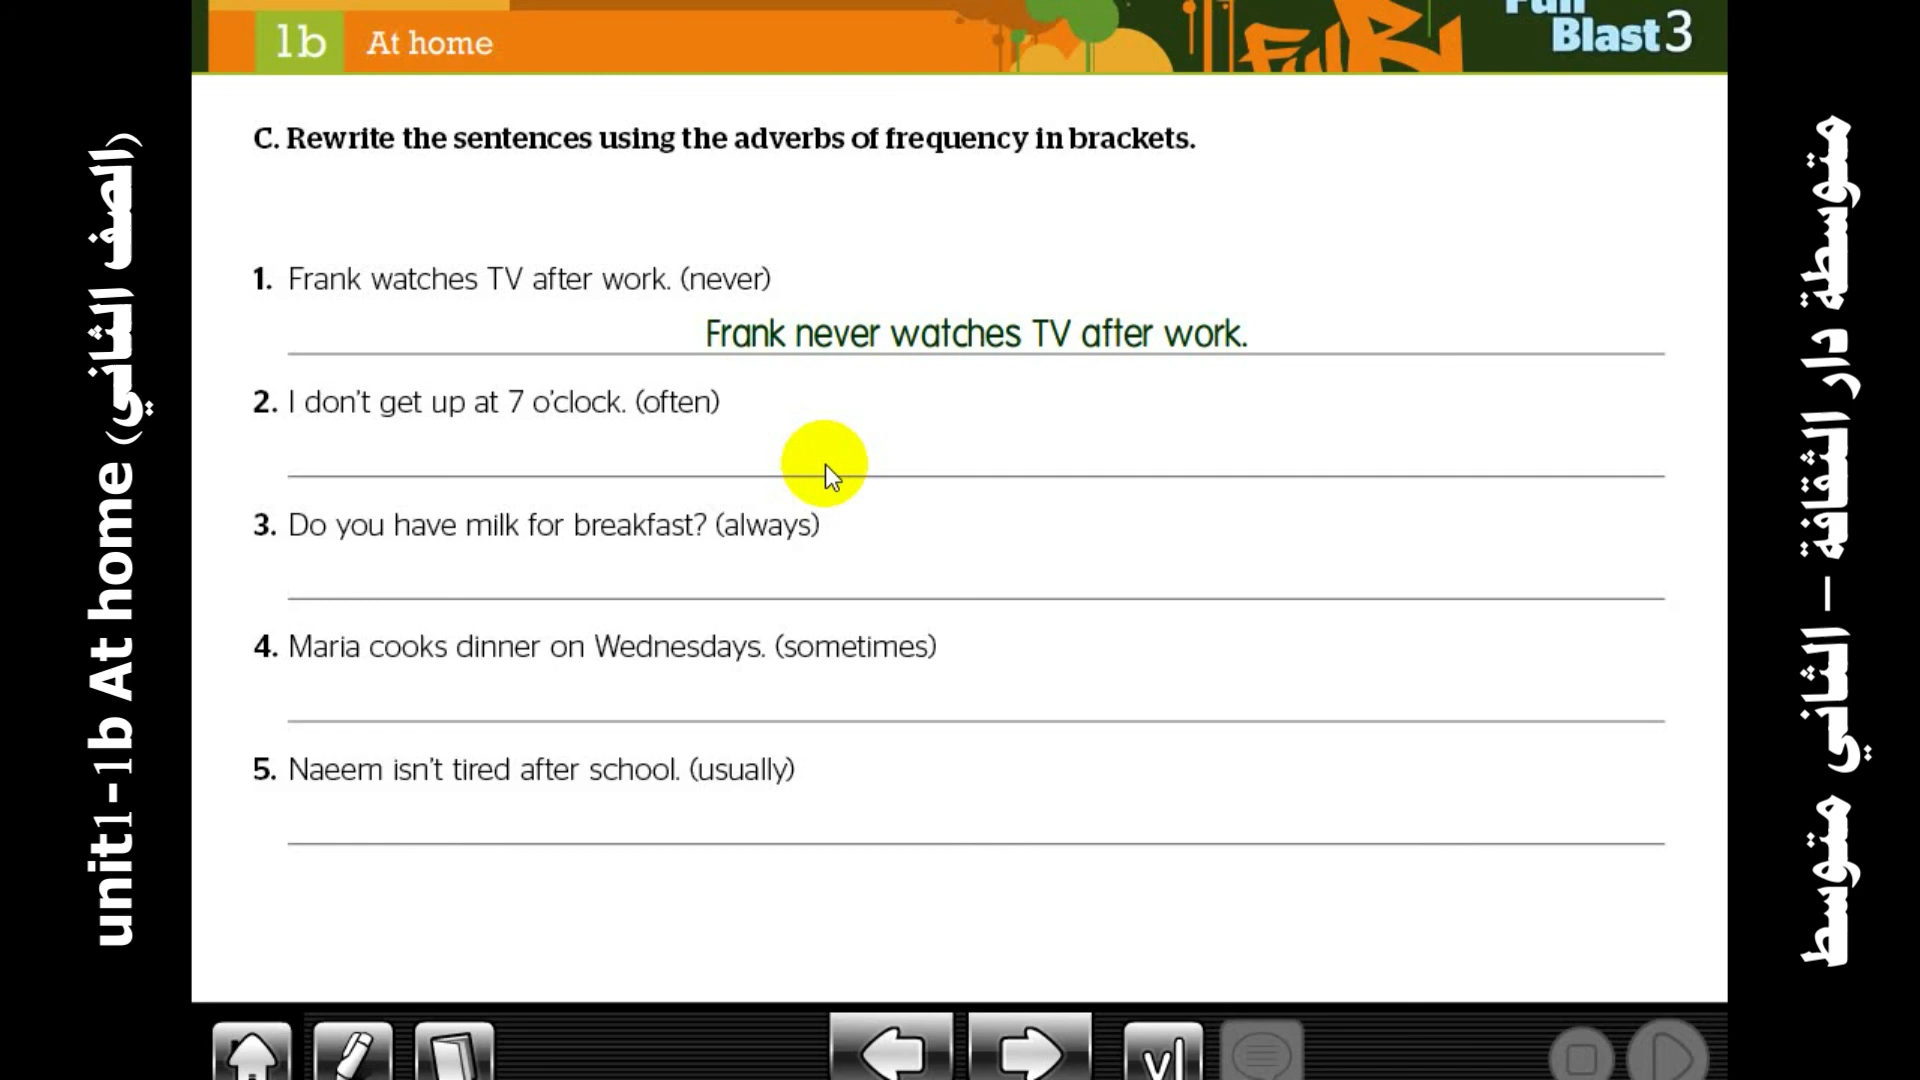 1b At home
Blast 3
C. Rewrite the sentences using the adverbs of frequency in brackets.
1. Frank watches TV after work. (never)
Frank never watches TV after work.
2. I don't get up at 7 o'clock. (often)
3. Do you have milk for breakfast? (always)
4. Maria cooks dinner on Wednesdays. (sometimes)
5. Naeem isn't tired after school. (usually)
unit1-1b At home (الصف الثاني)
متوسطة دار الثقافة – الثاني متوسط